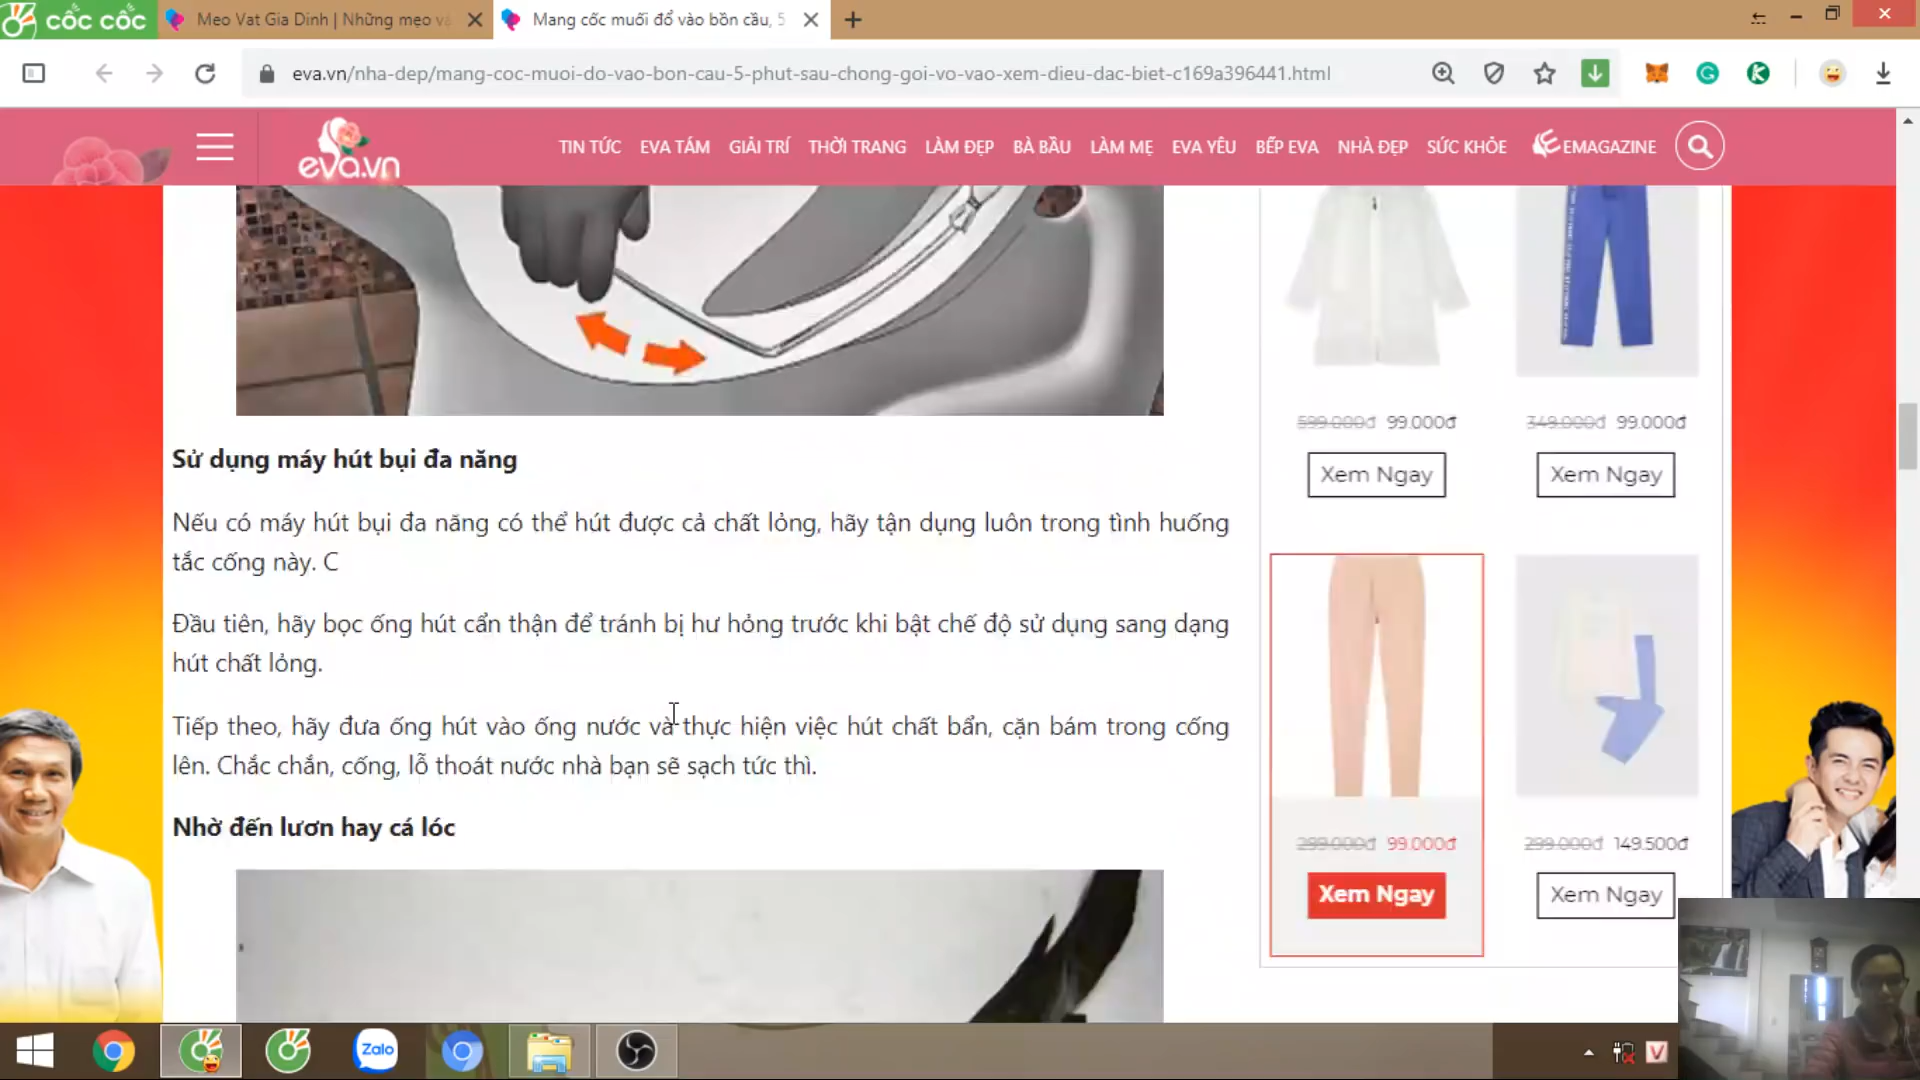 cốc cốc
Meo Vat Gia Dinh | Những mẹo vặ
Mang cốc muối đổ vào bồn cầu, 5
eva.vn/nha-dep/mang-coc-muoi-do-vao-bon-cau-5-phut-sau-chong-goi-vo-vao-xem-dieu-dac-biet-c169a396441.html
eva.vn
TIN TỨC EVA TÁM GIẢI TRÍ THỜI TRANG LÀM ĐẸP BÀ BẦU LÀM MẸ EVA YÊU BẾP EVA NHÀ ĐẸP SỨC KHỎE EMAGAZINE
599.000đ 99.000đ
349.000đ 99.000đ
Xem Ngay
Xem Ngay
Sử dụng máy hút bụi đa năng
Nếu có máy hút bụi đa năng có thể hút được cả chất lỏng, hãy tận dụng luôn trong tình huống
tắc cống này. C
Đầu tiên, hãy bọc ống hút cẩn thận để tránh bị hư hỏng trước khi bật chế độ sử dụng sang dạng
hút chất lỏng.
Tiếp theo, hãy đưa ống hút vào ống nước và thực hiện việc hút chất bẩn, cặn bám trong cống
lên. Chắc chắn, cống, lỗ thoát nước nhà bạn sẽ sạch tức thì.
Nhờ đến lươn hay cá lóc
299.000đ 99.000đ
299.000đ 149.500đ
Xem Ngay
Xem Ngay
Zalo
V